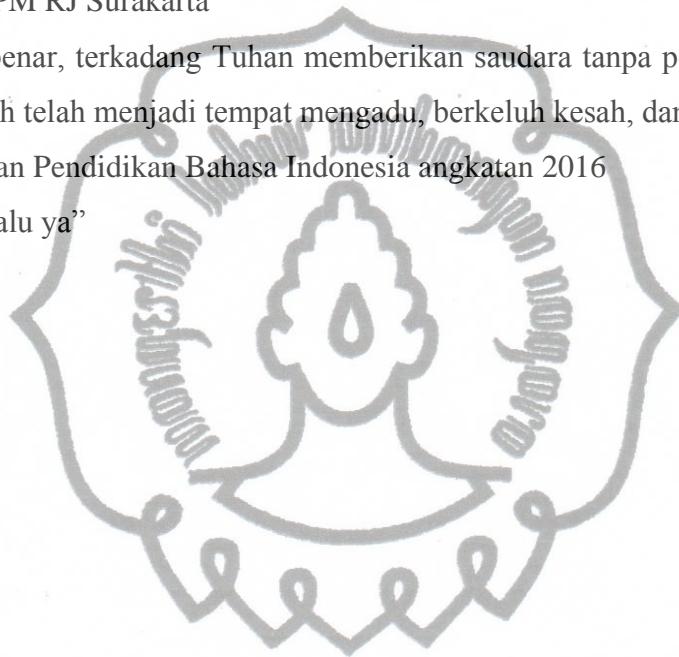 PM RJ Surakarta
benar, terkadang Tuhan memberikan saudara tanpa p
h telah menjadi tempat mengadu, berkeluh kesah, dan
an Pendidikan Bahasa Indonesia angkatan 2016
alu ya”